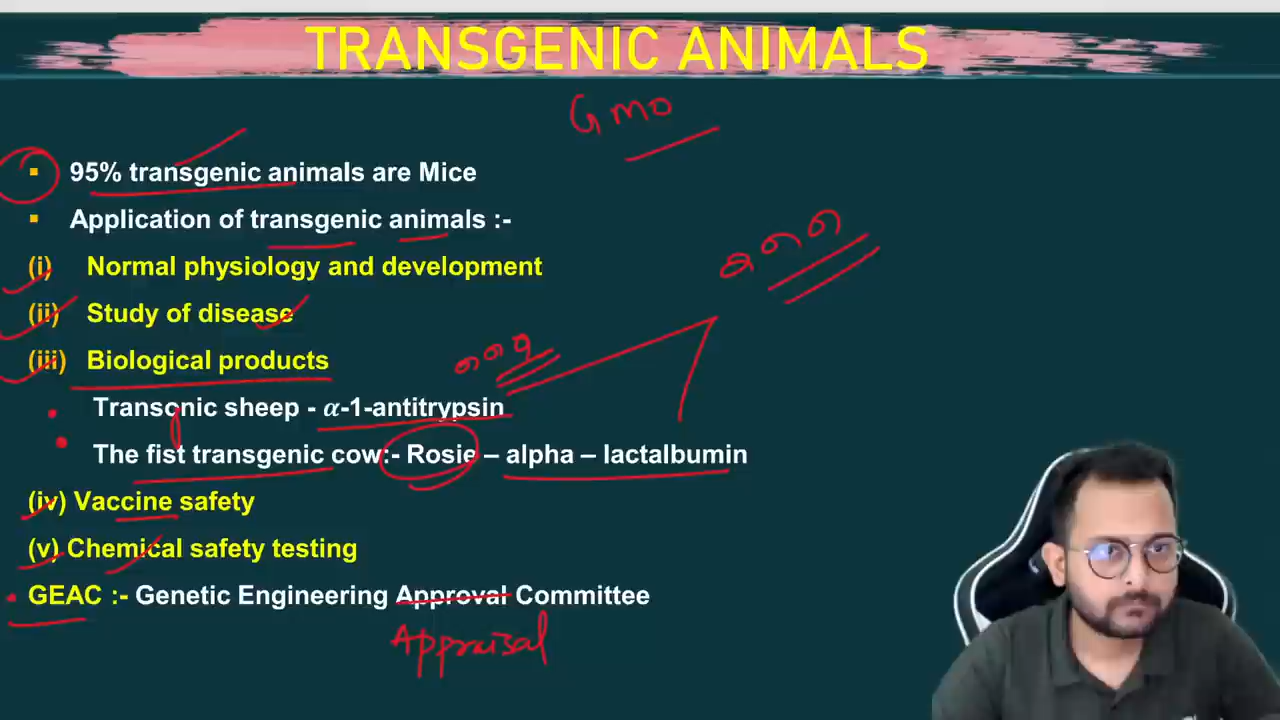 TRANSGENIC ANIMALS
GMO
▪ 95% transgenic animals are Mice
▪ Application of transgenic animals :-
(i) Normal physiology and development
(ii) Study of disease
(iii) Biological products
Transonic sheep - α-1-antitrypsin
The fist transgenic cow:- Rosie – alpha – lactalbumin
(iv) Vaccine safety
(v) Chemical safety testing
GEAC :- Genetic Engineering Approval Committee
Appraisal